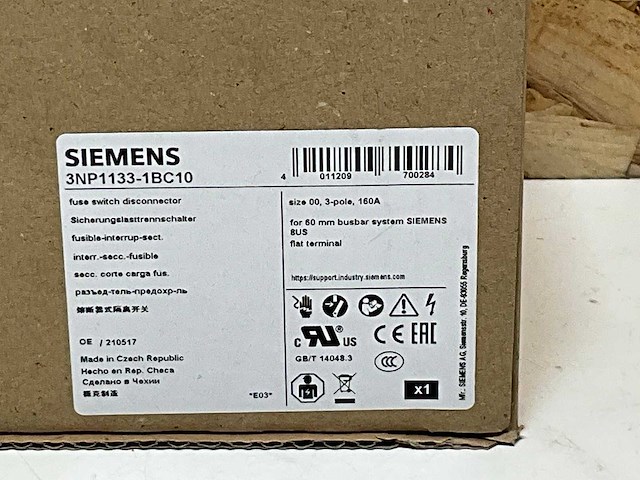 SIEMENS
3NP1133-1BC10
4 011209 700284
fuse switch disconnector
Sicherungslasttrennschalter
fusible-interrup-sect.
interr.-secc.-fusible
secc. corte carga fus.
разъед-тель-предохр-ль
熔断器式隔离开关
OE / 210517
Made in Czech Republic
Hecho en Rep. Checa
Сделано в Чехии
捷克制造
"E03"
size 00, 3-pole, 160A
for 60 mm busbar system SIEMENS
8US
flat terminal
https://support.industry.siemens.com
c RU® US CE EAC
GB/T 14048.3
CCC
x1
Mfr.: SIEMENS AG, Siemensstr. 10, DE-93055 Regensburg